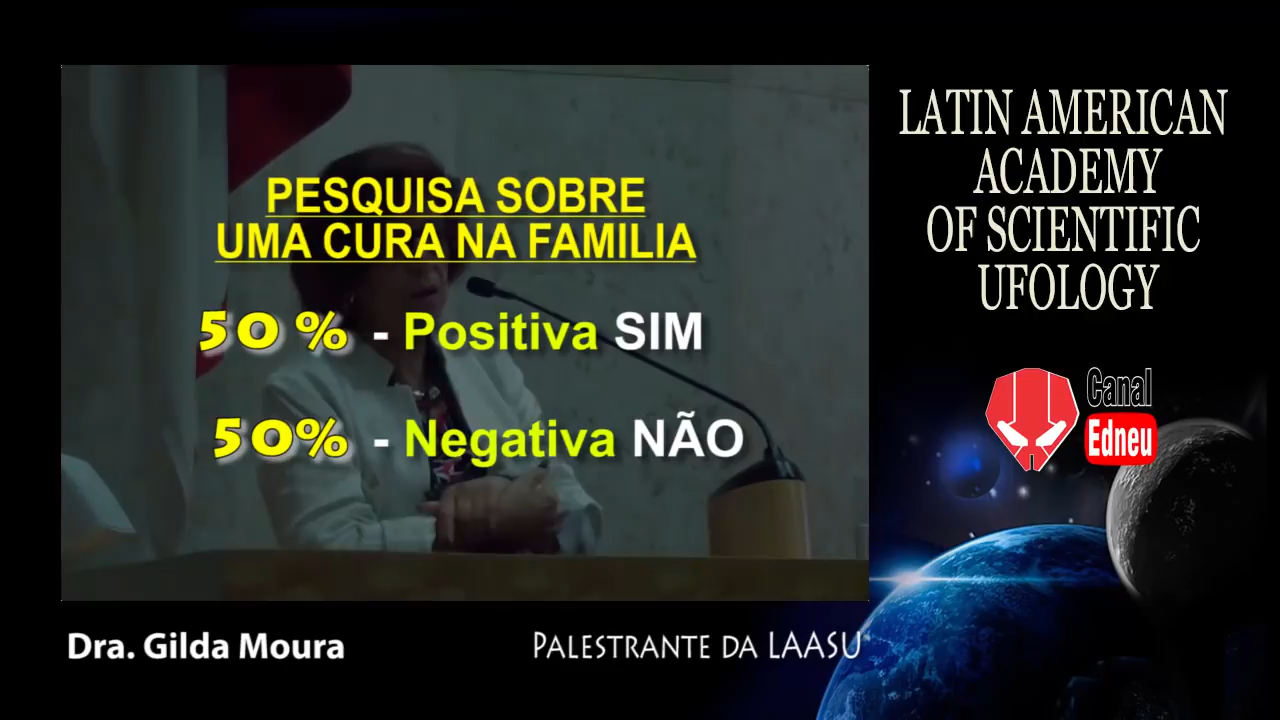 PESQUISA SOBRE
UMA CURA NA FAMILIA
50 % - Positiva SIM
50% - Negativa NÃO
LATIN AMERICAN
ACADEMY
OF SCIENTIFIC
UFOLOGY
Canal
Edneu
Dra. Gilda Moura
PALESTRANTE DA LAASU